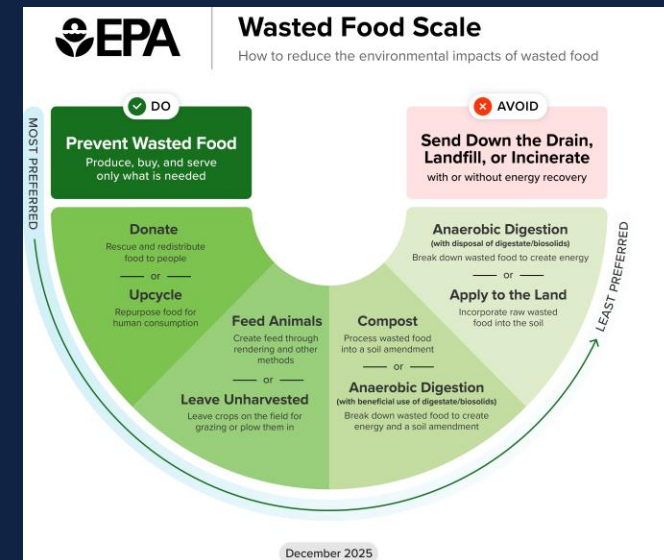 EPA
Wasted Food Scale
How to reduce the environmental impacts of wasted food
DO
AVOID
MOST PREFERRED
Prevent Wasted Food
Produce, buy, and serve
only what is needed
Send Down the Drain,
Landfill, or Incinerate
with or without energy recovery
Donate
Rescue and redistribute
food to people
or
Upcycle
Repurpose food for
human consumption
Feed Animals
Create feed through
rendering and other
methods
or
Leave Unharvested
Leave crops on the field for
grazing or plow them in
Compost
Process wasted food
into a soil amendment
or
Anaerobic Digestion
(with beneficial use of digestate/biosolids)
Break down wasted food to create
energy and a soil amendment
Anaerobic Digestion
(with disposal of digestate/biosolids)
Break down wasted food to create energy
or
Apply to the Land
Incorporate raw wasted
food into the soil
LEAST PREFERRED
December 2025